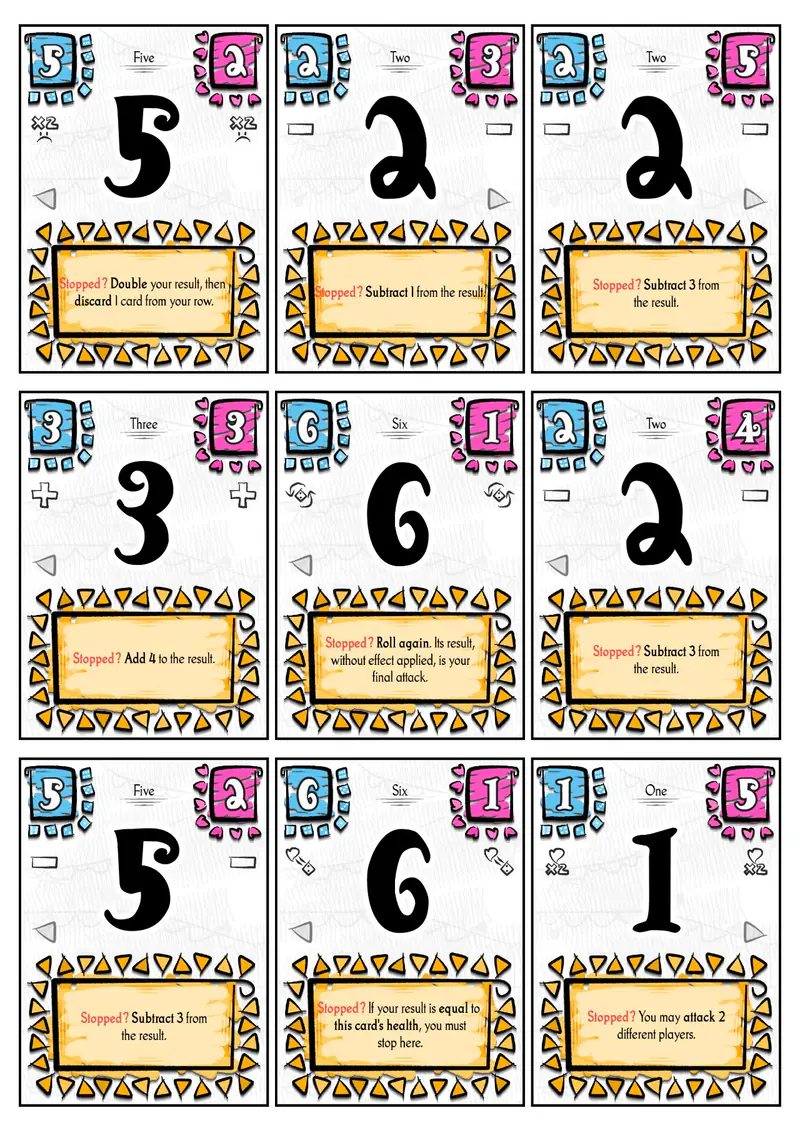 5 Five 2
X2 X2
5
Stopped? Double your result, then
discard 1 card from your row.
2 Two 3
2
Stopped? Subtract 1 from the result.
2 Two 5
2
Stopped? Subtract 3 from
the result.
3 Three 3
3
Stopped? Add 4 to the result.
6 Six 1
6
Stopped? Roll again. Its result,
without effect applied, is your
final attack.
2 Two 4
2
Stopped? Subtract 3 from
the result.
5 Five 2
5
Stopped? Subtract 3 from
the result.
6 Six 1
6
Stopped? If your result is equal to
this card's health, you must
stop here.
1 One 5
X2 X2
1
Stopped? You may attack 2
different players.